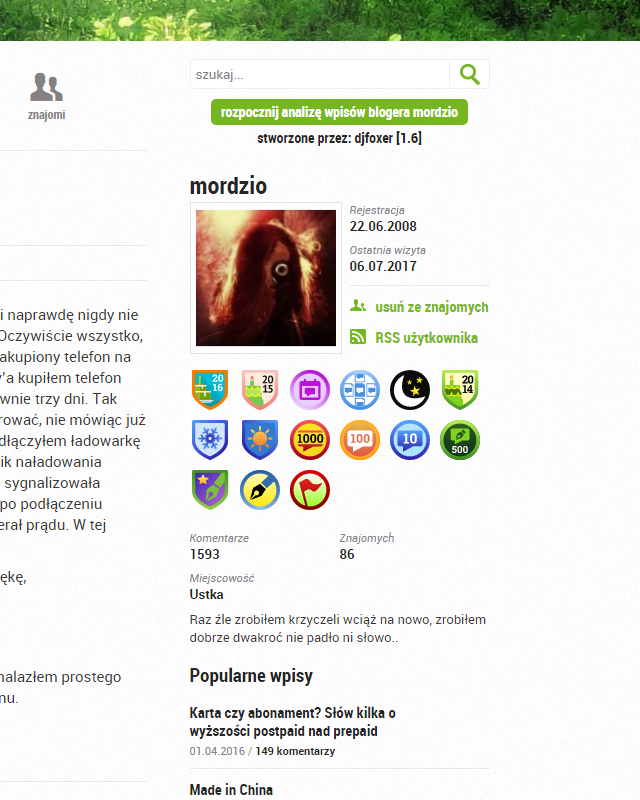 szukaj...
rozpocznij analizę wpisów blogera mordzio
stworzone przez: djfoxer [1.6]
znajomi
mordzio
Rejestracja
22.06.2008
Ostatnia wizyta
06.07.2017
usuń ze znajomych
RSS użytkownika
i naprawdę nigdy nie
Oczywiście wszystko,
akupiony telefon na
y'a kupiłem telefon
wnie trzy dni. Tak
rować, nie mówiąc już
dłączyłem ładowarkę
ik naładowania
sygnalizowała
po podłączeniu
erał prądu. W tej
ękę,
nalazłem prostego
mu.
20
16
20
15
20
14
1000
100
10
500
Komentarze
1593
Znajomych
86
Miejscowość
Ustka
Raz źle zrobiłem krzyczeli wciąż na nowo, zrobiłem
dobrze dwakroć nie padło ni słowo..
Popularne wpisy
Karta czy abonament? Słów kilka o
wyższości postpaid nad prepaid
01.04.2016 / 149 komentarzy
Made in China